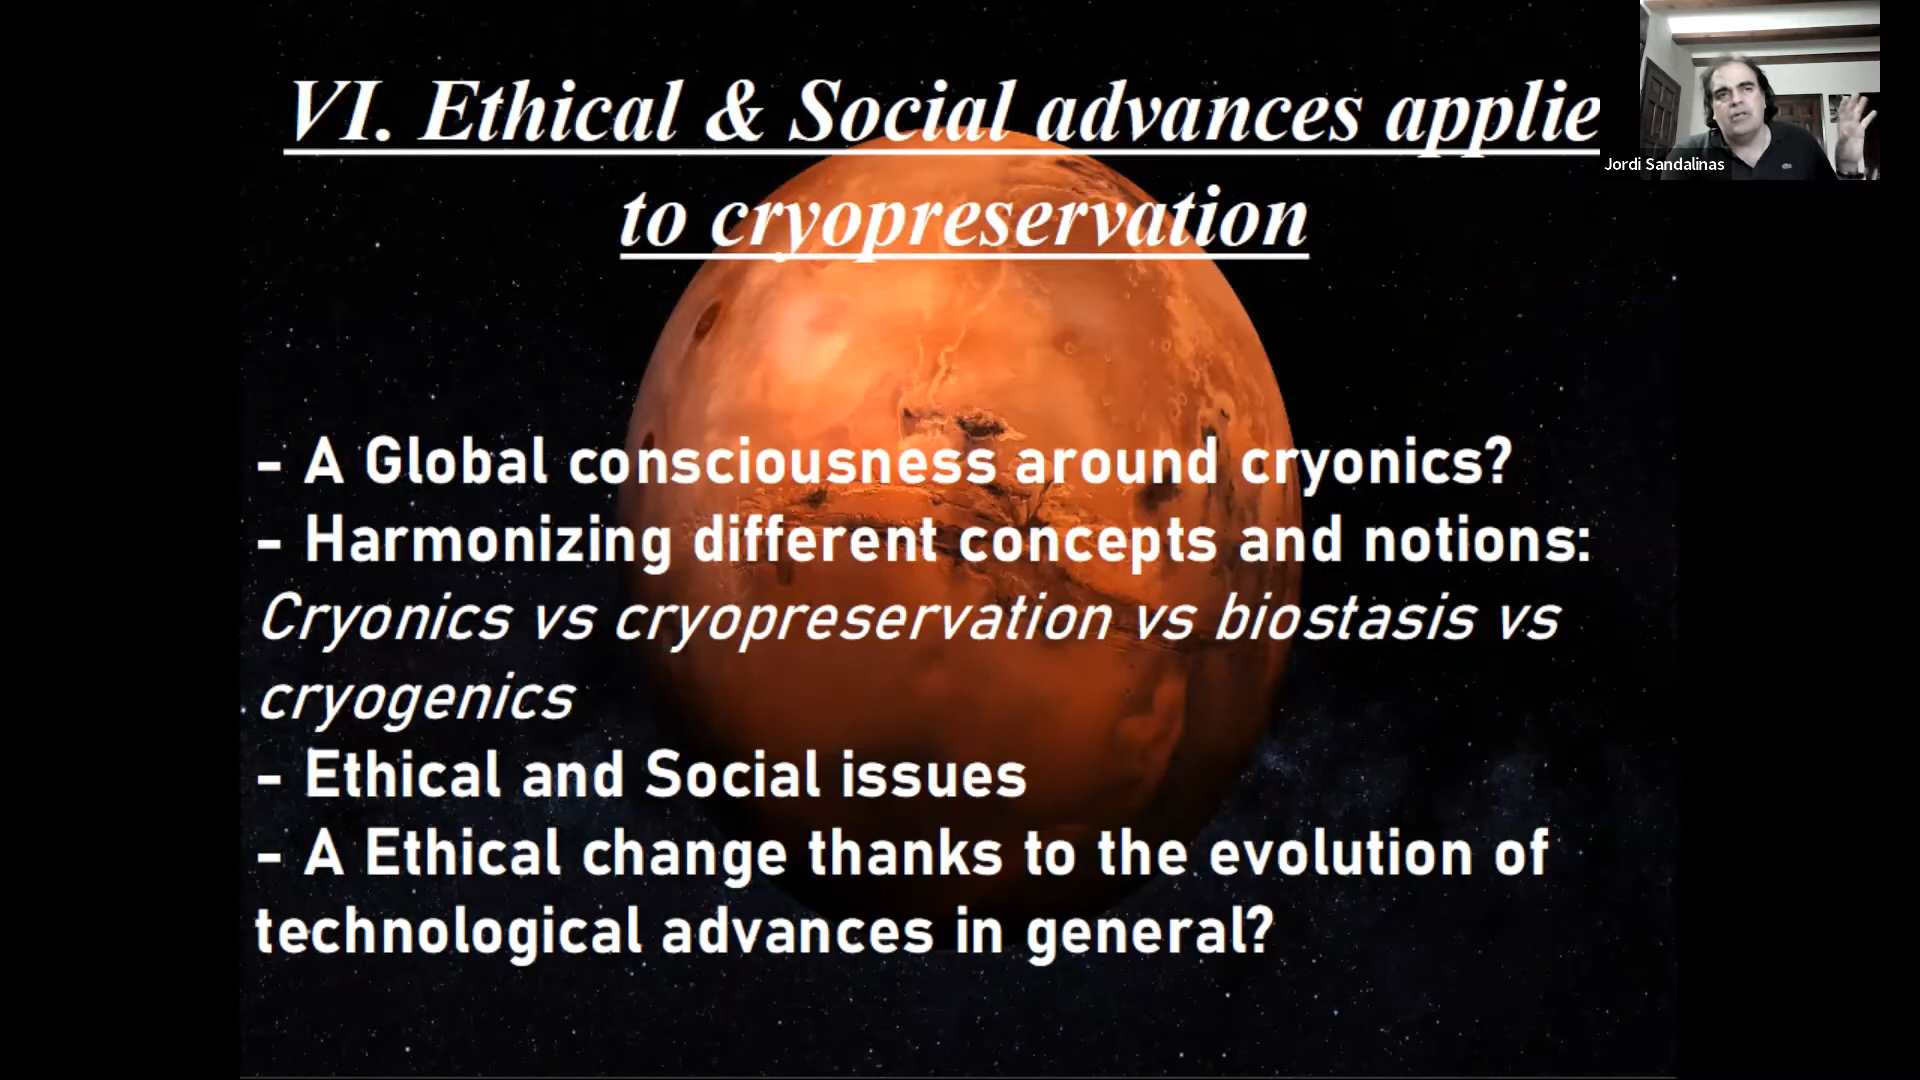 VI. Ethical & Social advances applie
to cryopreservation
Jordi Sandalinas
- A Global consciousness around cryonics?
- Harmonizing different concepts and notions:
Cryonics vs cryopreservation vs biostasis vs
cryogenics
- Ethical and Social issues
- A Ethical change thanks to the evolution of
technological advances in general?